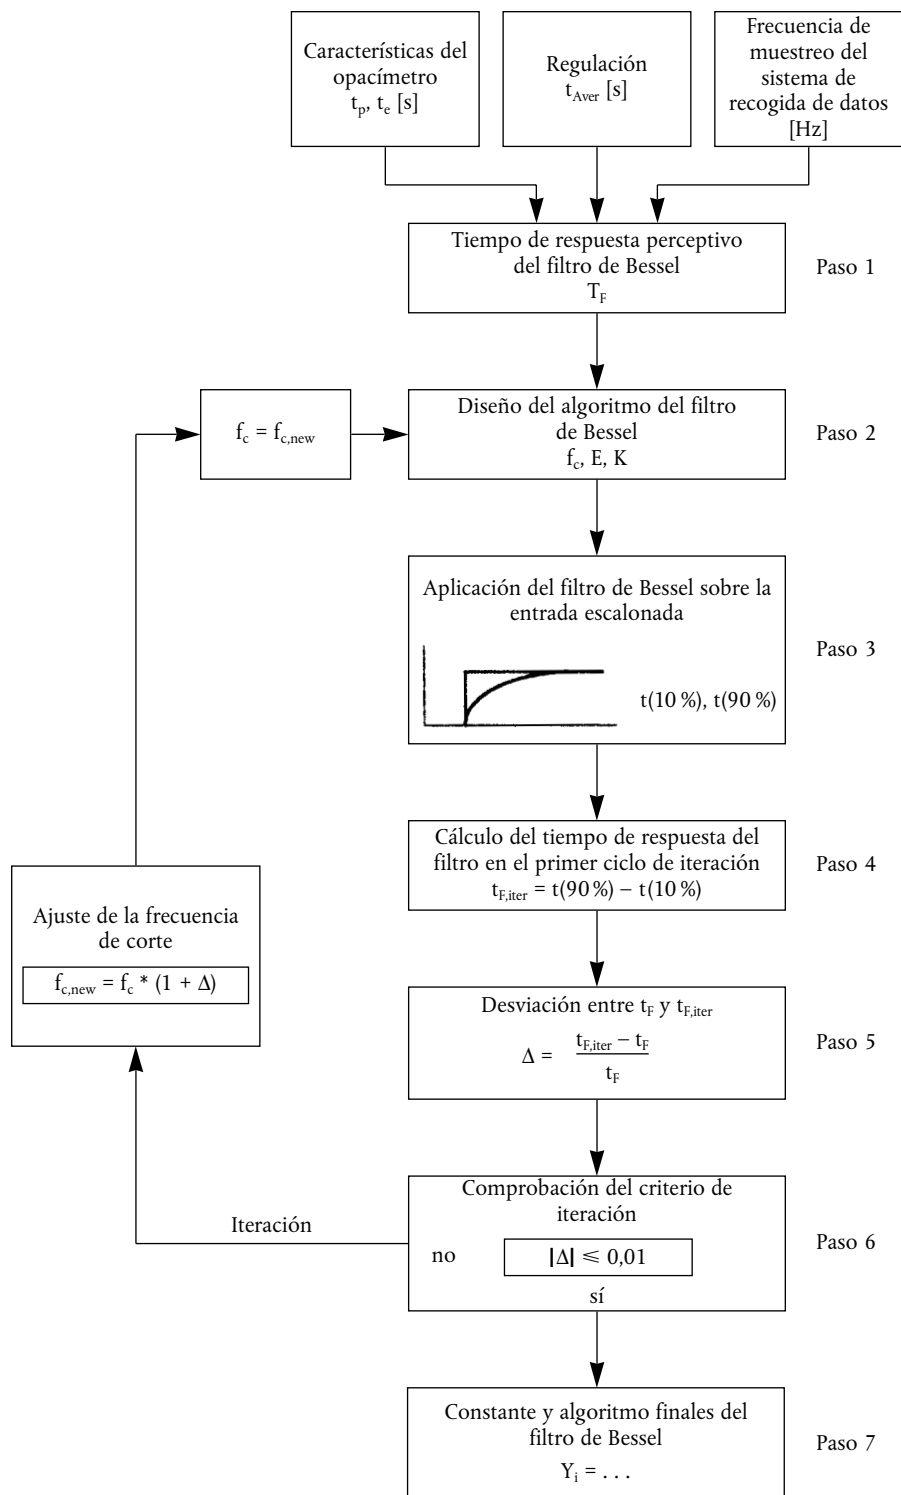 Características del
opacímetro
tp, te [s]
Regulación
tAver [s]
Frecuencia de
muestreo del
sistema de
recogida de datos
[Hz]
Tiempo de respuesta perceptivo
del filtro de Bessel
TF
Paso 1
fc = fc,new
Diseño del algoritmo del filtro
de Bessel
fc, E, K
Paso 2
Aplicación del filtro de Bessel sobre la
entrada escalonada
t(10 %), t(90 %)
Paso 3
Cálculo del tiempo de respuesta del
filtro en el primer ciclo de iteración
tF,iter = t(90 %) – t(10 %)
Paso 4
Ajuste de la frecuencia
de corte
fc,new = fc * (1 + Δ)
Desviación entre tF y tF,iter
Δ = (tF,iter – tF) / tF
Paso 5
Iteración
Comprobación del criterio de
iteración
no
|Δ| ≤ 0,01
sí
Paso 6
Constante y algoritmo finales del
filtro de Bessel
Yi = . . .
Paso 7